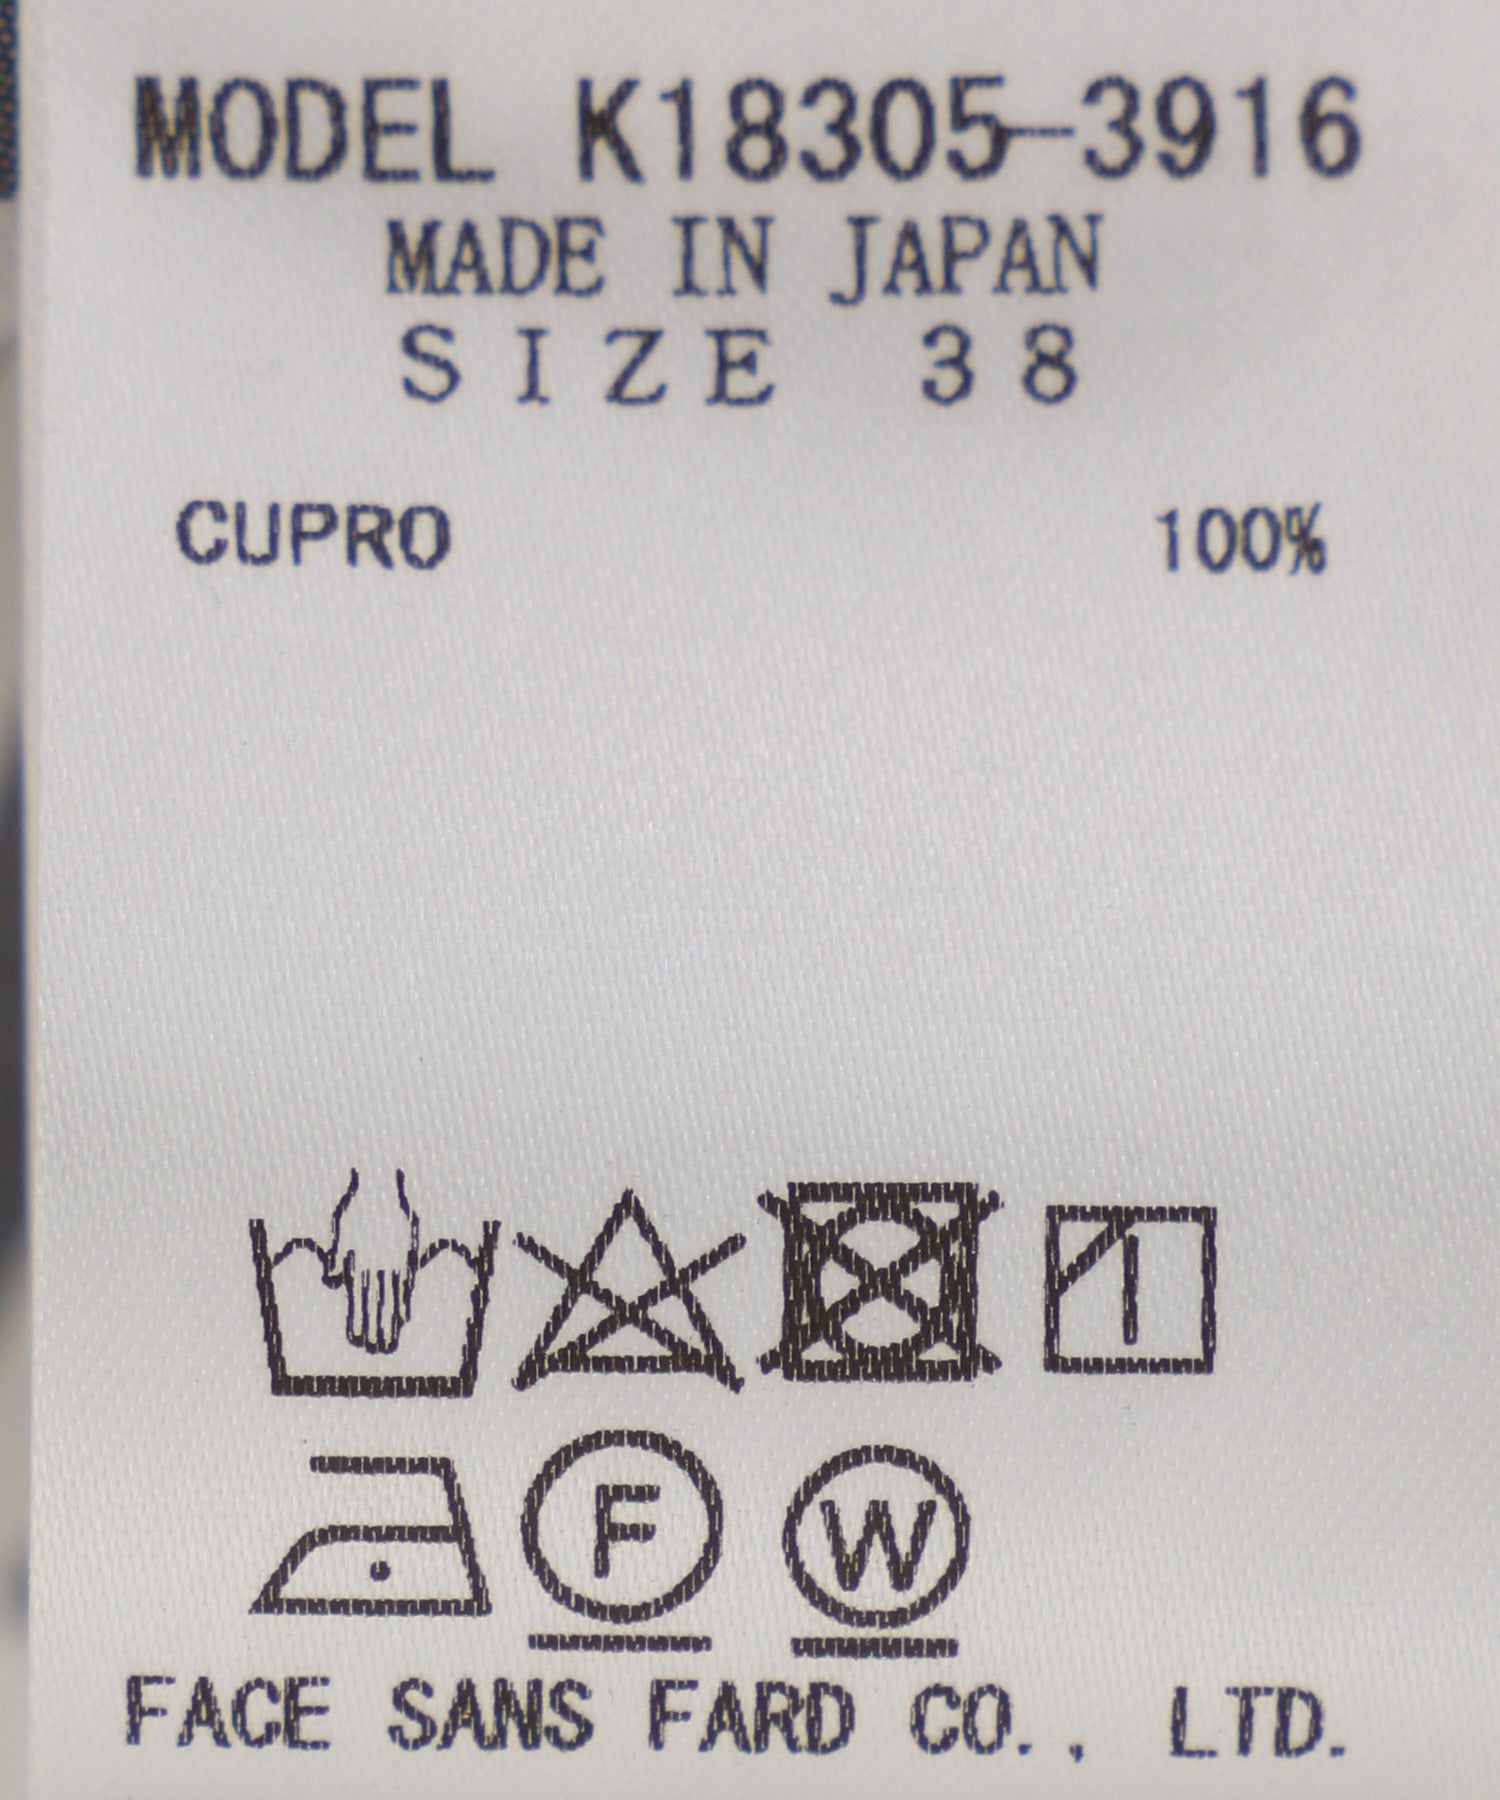 MODEL K18305-3916
MADE IN JAPAN
SIZE 38
CUPRO 100%
F W
FACE SANS FARD CO., LTD.